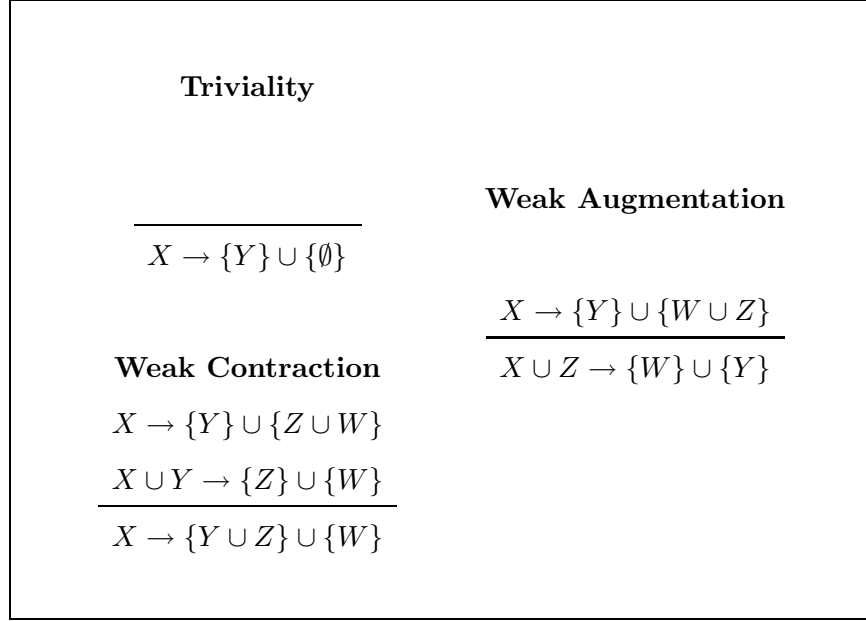 Triviality
X → {Y} ∪ {∅}
Weak Contraction
X → {Y} ∪ {Z ∪ W}
X ∪ Y → {Z} ∪ {W}
X → {Y ∪ Z} ∪ {W}
Weak Augmentation
X → {Y} ∪ {W ∪ Z}
X ∪ Z → {W} ∪ {Y}